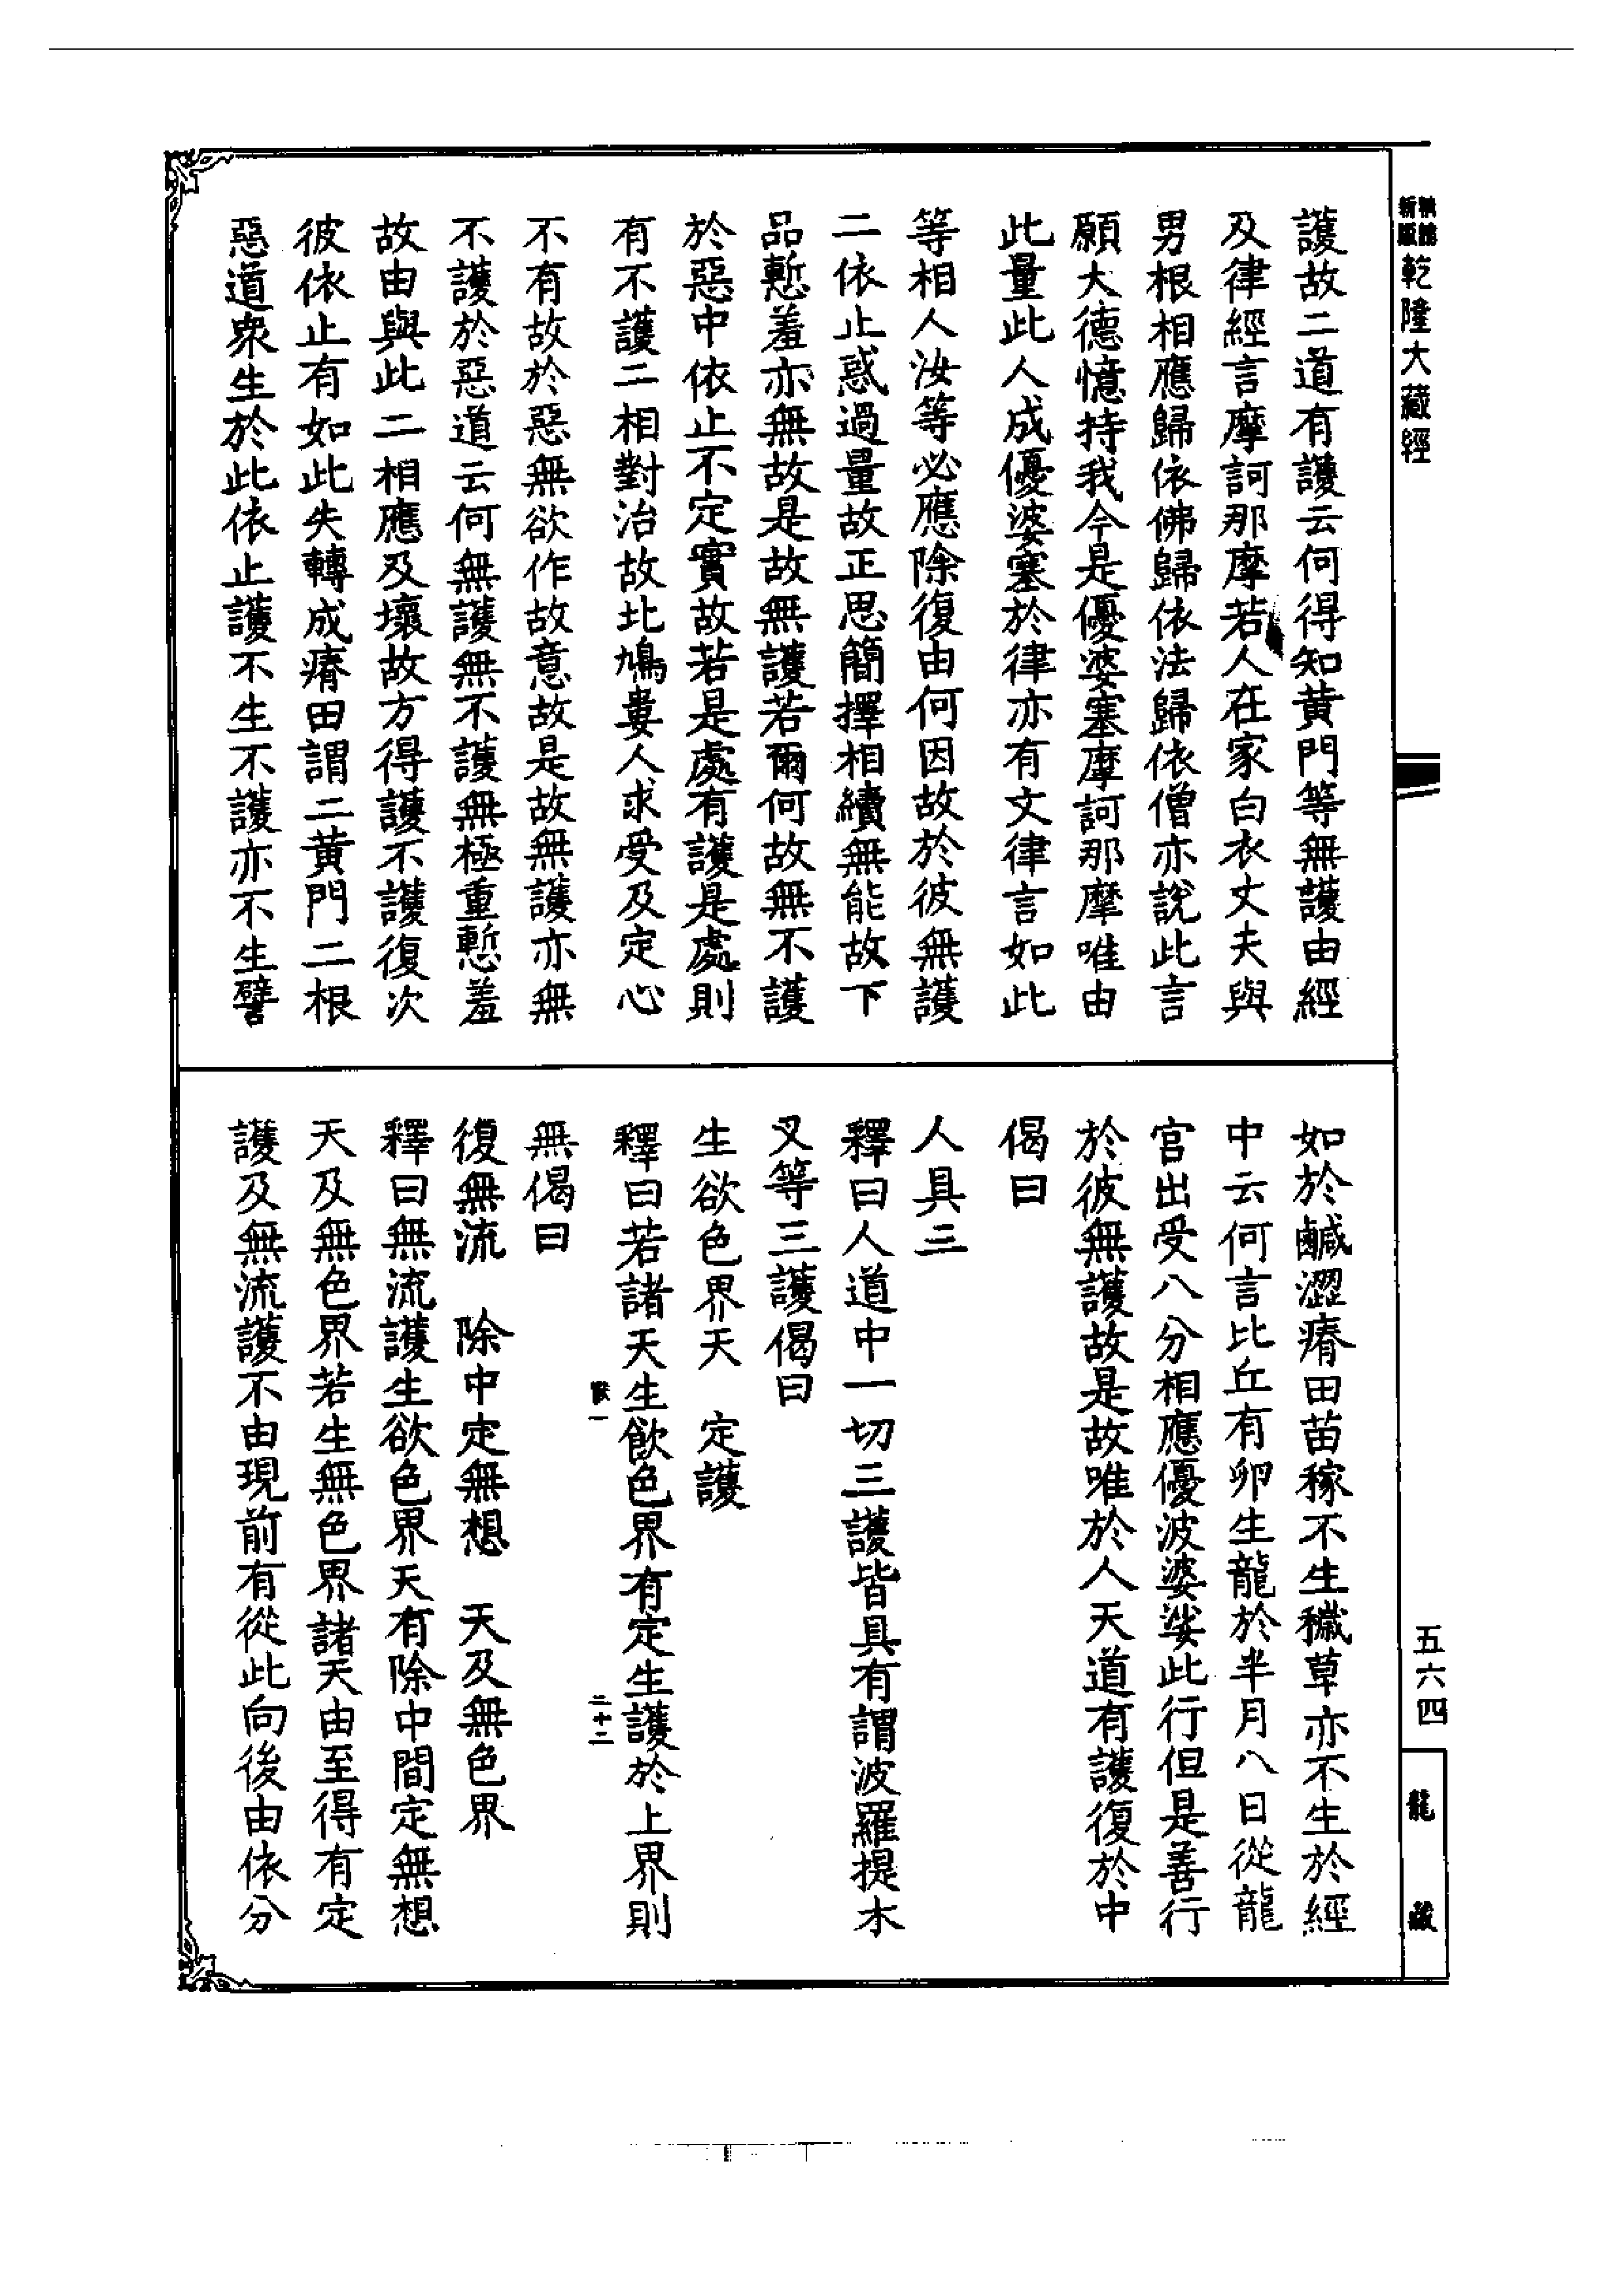 新版
精縮
乾隆大藏經
護故二道有護云何得知黄門等無護由經
及律經言摩訶那摩若人在家白衣丈夫與
男根相應歸依佛歸依法歸依僧亦説此言
願大德憶持我今是優婆塞摩訶那摩唯由
此量此人成優婆塞於律亦有文律言如此
等相人汝等必應除復由何因故於彼無護
二依止惑過量故正思簡擇相續無能故下
品慙羞亦無故是故無護若爾何故無不護
於惡中依止不定實故若是處有護是處則
有不護二相對治故北鳩婁人求受及定心
不有故於惡無欲作故意故是故無護亦無
不護於惡道云何無護無不護無極重慙羞
故由與此二相應及壞故方得護不護復次
彼依止有如此失轉成瘠田謂二黄門二根
惡道衆生於此依止護不生不護亦不生譬
如於鹹澀瘠田苗稼不生穢草亦不生於經
中云何言比丘有卵生龍於半月八日從龍
宫出受八分相應優波婆娑此行但是善行
於彼無護故是故唯於人天道有護復於中
偈曰
人具三
釋曰人道中一切三護皆具有謂波羅提木
叉等三護偈曰
生欲色界天　定護
釋曰若諸天生飲色界有定生護於上界則
無偈曰
復無流　除中定無想　天及無色界
釋曰無流護生欲色界天有除中間定無想
天及無色界若生無色界諸天由至得有定
護及無流護不由現前有從此向後由依分
一
二十二
五六四
龍藏